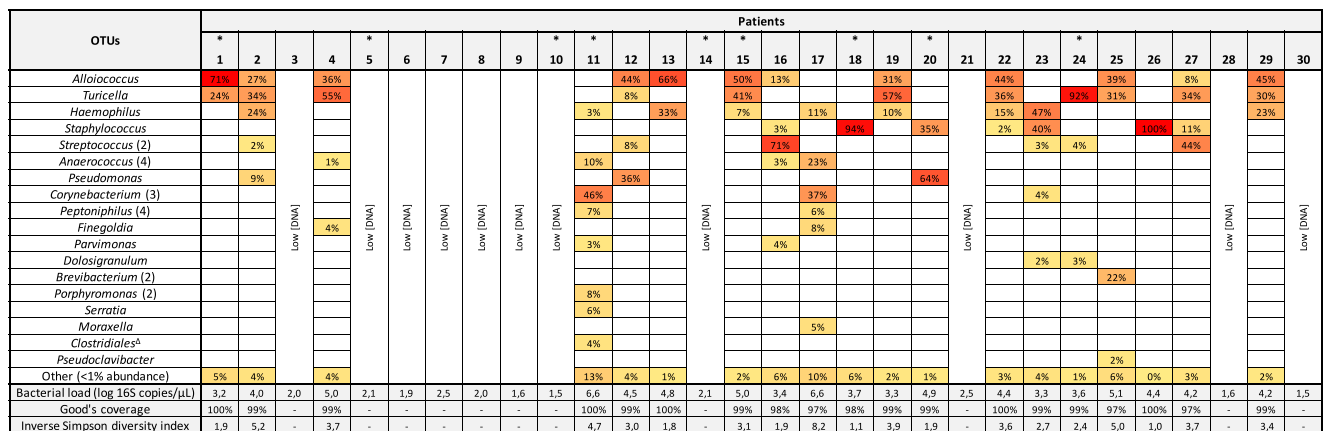 Patients
OTUs * * * * * * * * *
1 2 3 4 5 6 7 8 9 10 11 12 13 14 15 16 17 18 19 20 21 22 23 24 25 26 27 28 29 30
Alloiococcus 71% 27% 36% 44% 66% 50% 13% 31% 44% 39% 8% 45%
Turicella 24% 34% 55% 8% 41% 57% 36% 92% 31% 34% 30%
Haemophilus 24% 3% 33% 7% 11% 10% 15% 47% 23%
Staphylococcus 3% 94% 35% 2% 40% 100% 11%
Streptococcus (2) 2% 8% 71% 3% 4% 44%
Anaerococcus (4) 1% 10% 3% 23%
Pseudomonas 9% 36% 64%
Corynebacterium (3) 46% 37% 4%
Peptoniphilus (4) 7% 6%
Low [DNA] Low [DNA] Low [DNA] Low [DNA] Low [DNA] Low [DNA] Low [DNA] Low [DNA] Low [DNA] Low [DNA] Low [DNA]
Finegoldia 4% 8%
Parvimonas 3% 4%
Dolosigranulum 2% 3%
Brevibacterium (2) 22%
Porphyromonas (2) 8%
Serratia 6%
Moraxella 5%
ClostridialesΔ 4%
Pseudoclavibacter 2%
Other (<1% abundance) 5% 4% 4% 13% 4% 1% 2% 6% 10% 6% 2% 1% 3% 4% 1% 6% 0% 3% 2%
Bacterial load (log 16S copies/µL) 3,2 4,0 2,0 5,0 2,1 1,9 2,5 2,0 1,6 1,5 6,6 4,5 4,8 2,1 5,0 3,4 6,6 3,7 3,3 4,9 2,5 4,4 3,3 3,6 5,1 4,4 4,2 1,6 4,2 1,5
Good's coverage 100% 99% - 99% - - - - - - 100% 99% 100% - 99% 98% 97% 98% 99% 99% - 100% 99% 99% 97% 100% 97% - 99% -
Inverse Simpson diversity index 1,9 5,2 - 3,7 - - - - - - 4,7 3,0 1,8 - 3,1 1,9 8,2 1,1 3,9 1,9 - 3,6 2,7 2,4 5,0 1,0 3,7 - 3,4 -